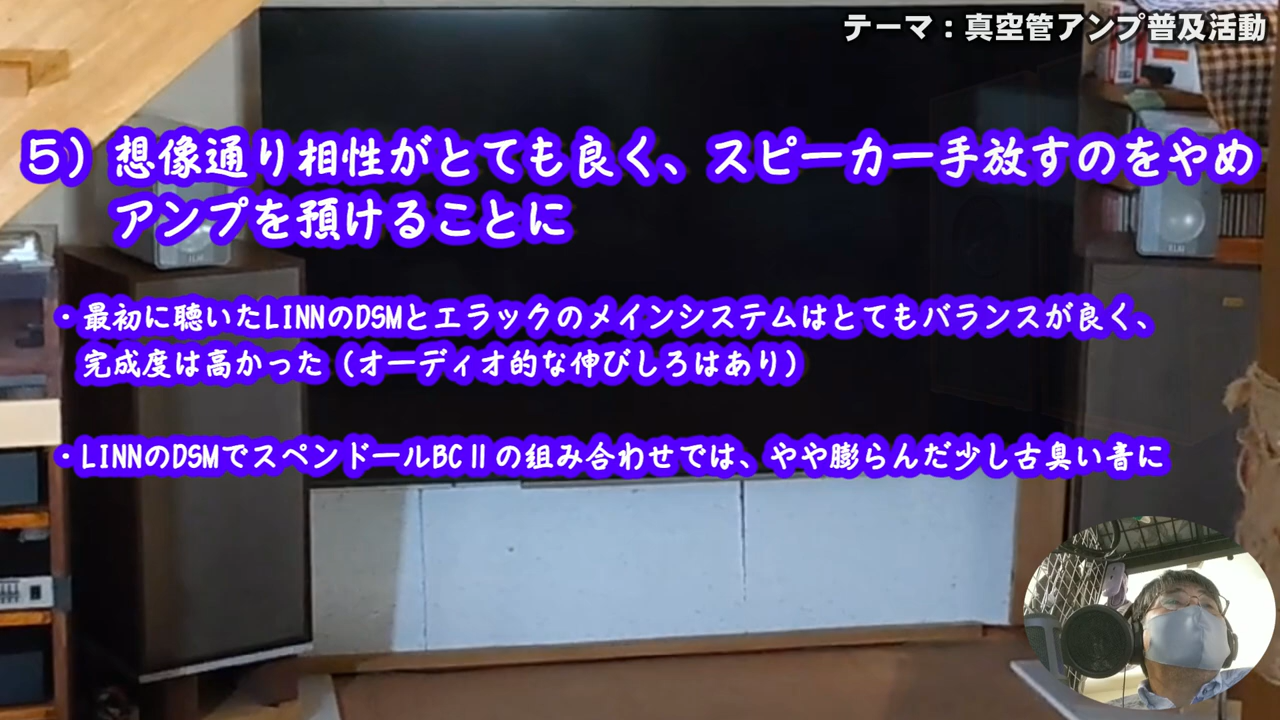 テーマ：真空管アンプ普及活動
５）想像通り相性がとても良く、スピーカー手放すのをやめ
アンプを預けることに
・最初に聴いたLINNのDSMとエラックのメインシステムはとてもバランスが良く、
完成度は高かった（オーディオ的な伸びしろはあり）
・LINNのDSMでスペンドールBCⅡの組み合わせでは、やや膨らんだ少し古臭い音に